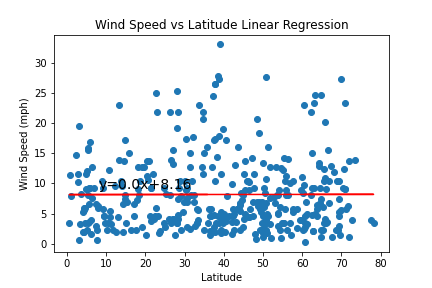 Wind Speed vs Latitude Linear Regression
Wind Speed (mph)
30
25
20
15
10
5
0
y=0.0x+8.16
0 10 20 30 40 50 60 70 80
Latitude